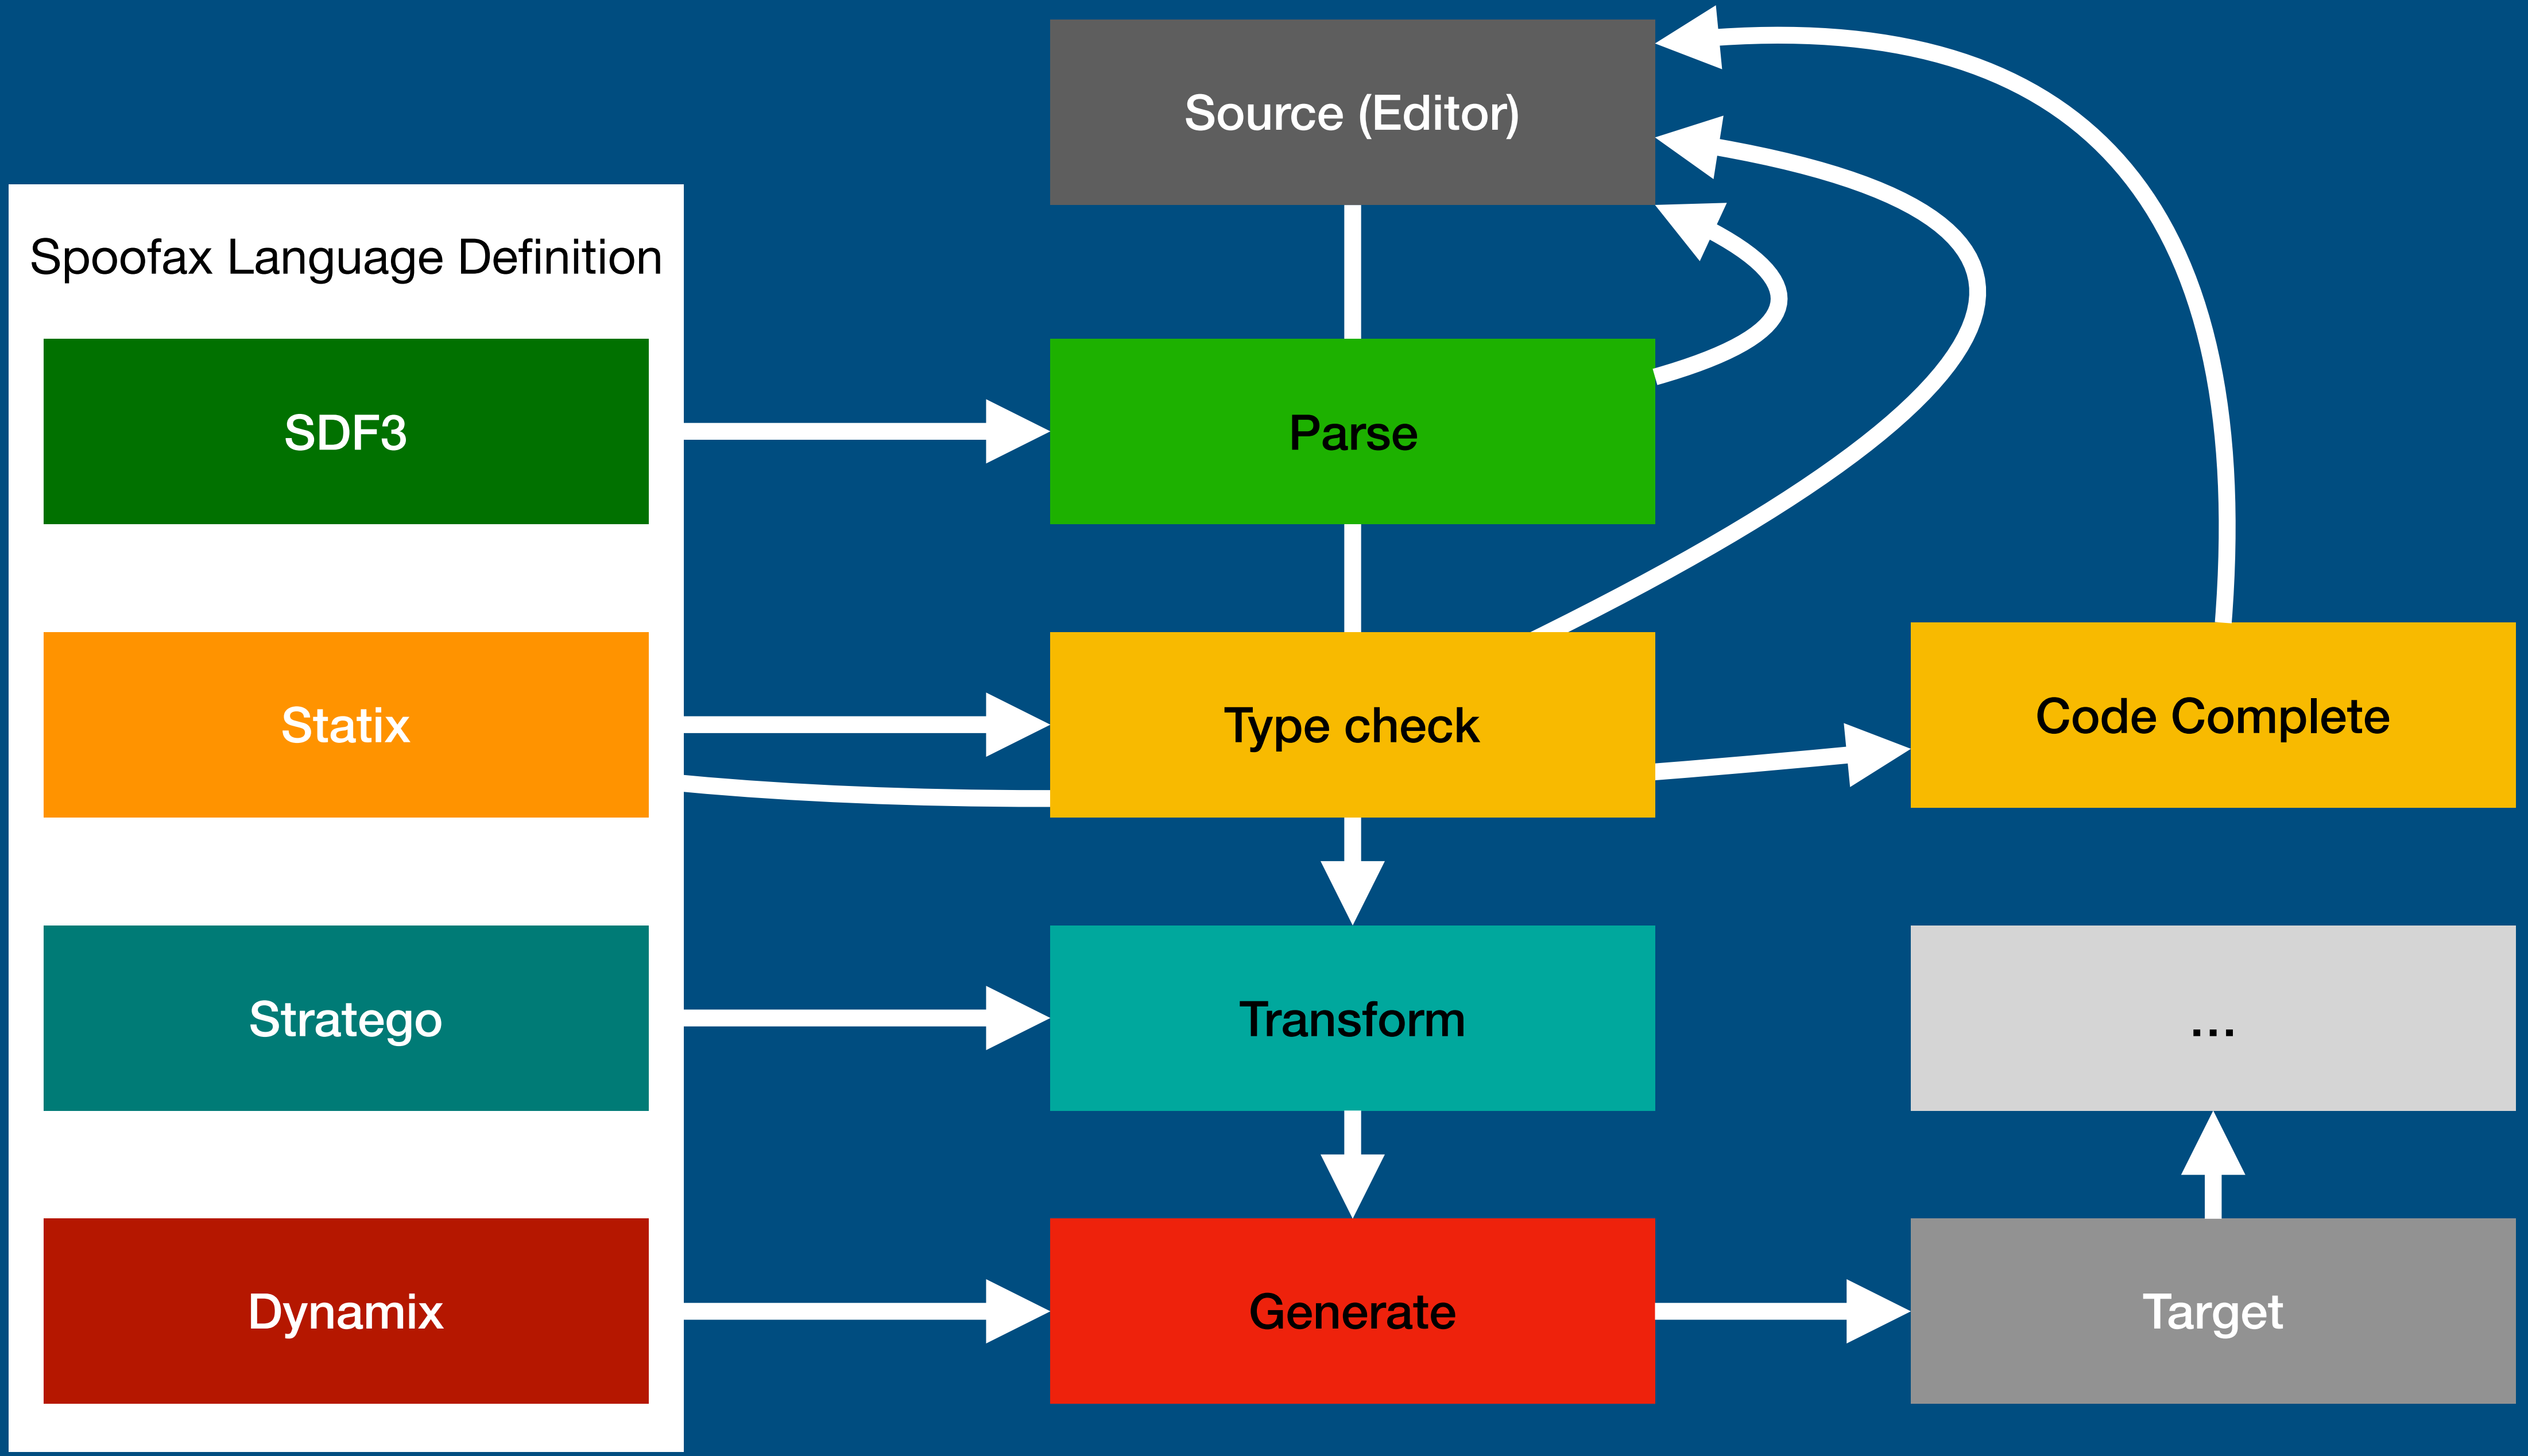 Source (Editor)
Spoofax Language Definition
SDF3
Parse
Statix
Type check
Code Complete
Stratego
Transform
...
Dynamix
Generate
Target